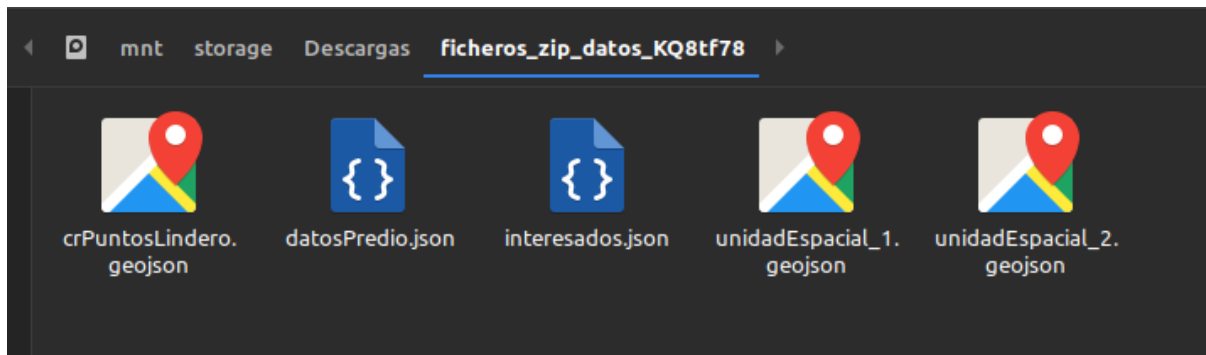 mnt storage Descargas ficheros_zip_datos_KQ8tf78
crPuntosLindero. datosPredio.json interesados.json unidadEspacial_1. unidadEspacial_2.
geojson geojson geojson